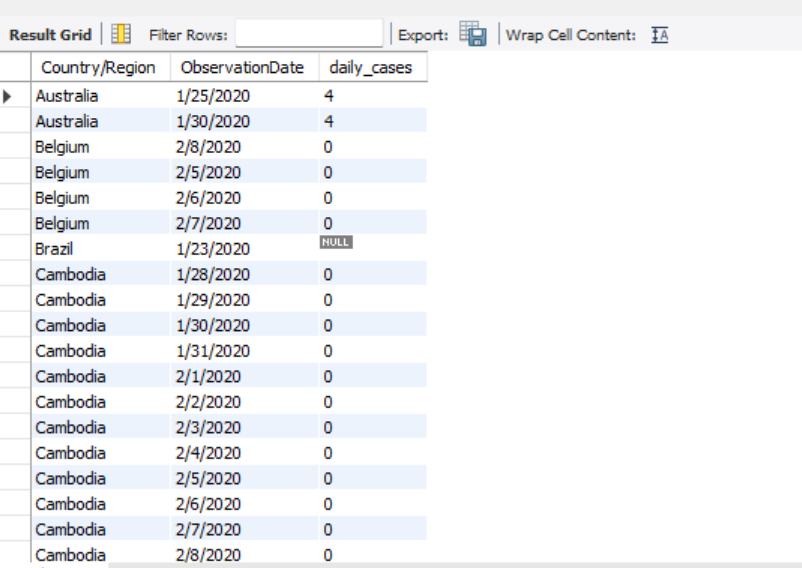 Result Grid Filter Rows: Export: Wrap Cell Content: IA
Country/Region ObservationDate daily_cases
Australia 1/25/2020 4
Australia 1/30/2020 4
Belgium 2/8/2020 0
Belgium 2/5/2020 0
Belgium 2/6/2020 0
Belgium 2/7/2020 0
Brazil 1/23/2020 NULL
Cambodia 1/28/2020 0
Cambodia 1/29/2020 0
Cambodia 1/30/2020 0
Cambodia 1/31/2020 0
Cambodia 2/1/2020 0
Cambodia 2/2/2020 0
Cambodia 2/3/2020 0
Cambodia 2/4/2020 0
Cambodia 2/5/2020 0
Cambodia 2/6/2020 0
Cambodia 2/7/2020 0
Cambodia 2/8/2020 0